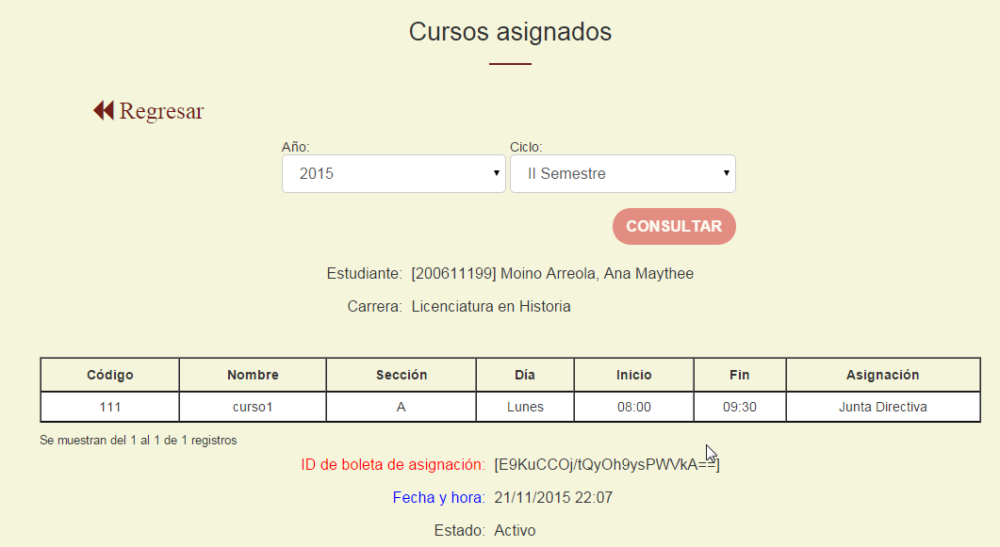 Cursos asignados
Regresar
Año: Ciclo:
2015 II Semestre
CONSULTAR
Estudiante: [200611199] Moino Arreola, Ana Maythee
Carrera: Licenciatura en Historia
Código Nombre Sección Día Inicio Fin Asignación
111 curso1 A Lunes 08:00 09:30 Junta Directiva
Se muestran del 1 al 1 de 1 registros
ID de boleta de asignación: [E9KuCCOj/tQyOh9ysPWVkA==]
Fecha y hora: 21/11/2015 22:07
Estado: Activo